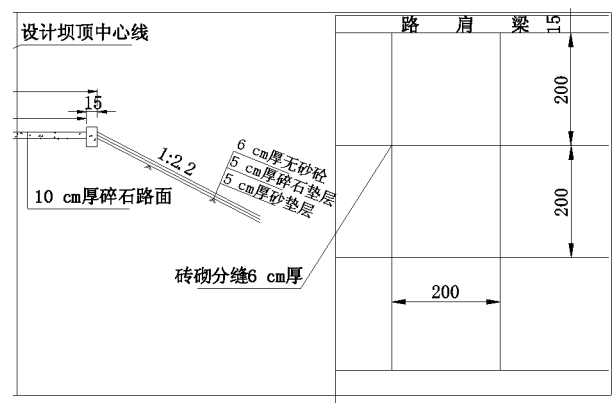 设计坝顶中心线
15
1:2.2
6 cm厚无砂砼
5 cm厚碎石垫层
5 cm厚砂垫层
10 cm厚碎石路面
砖砌分缝6 cm厚
路 肩 梁
15
200
200
200